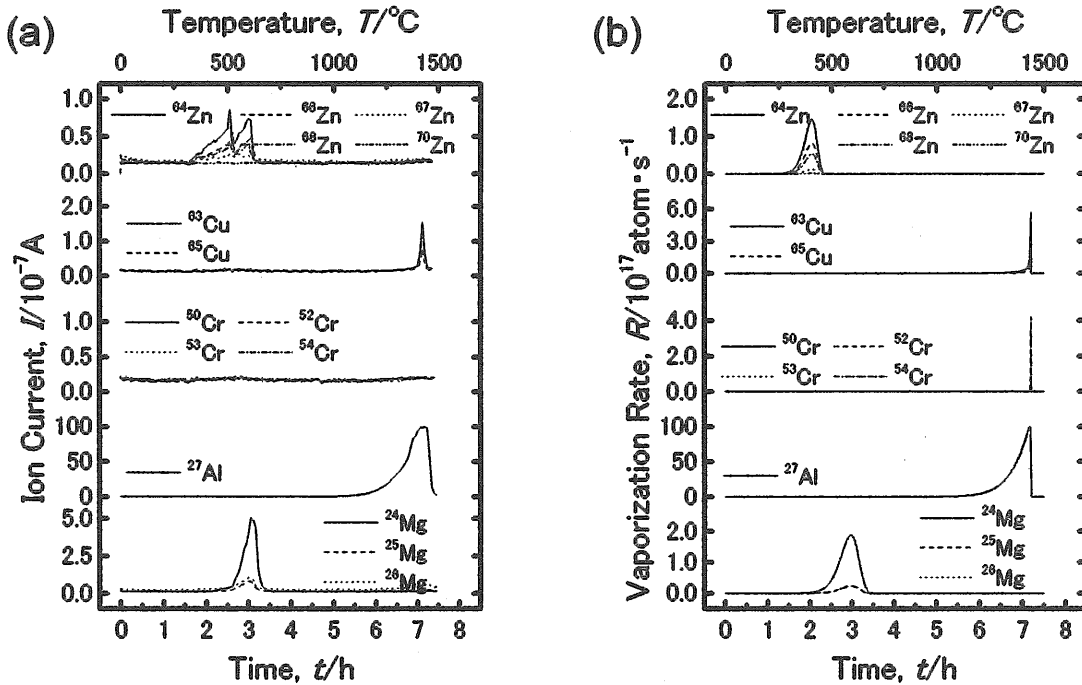 (a)
Temperature, T/°C
0 500 1000 1500
1.0
0.5
0.0
⁶⁴Zn ⁶⁶Zn ⁶⁷Zn
⁶⁸Zn ⁷⁰Zn
2.0
1.0
0.0
⁶³Cu
⁶⁵Cu
1.0
0.5
0.0
⁵⁰Cr ⁵²Cr
⁵³Cr ⁵⁴Cr
100
50
0
²⁷Al
5.0
2.5
0.0
²⁴Mg
²⁵Mg
²⁶Mg
Ion Current, I/10⁻⁷A
0 1 2 3 4 5 6 7 8
Time, t/h
(b)
Temperature, T/°C
0 500 1000 1500
2.0
1.0
0.0
⁶⁴Zn ⁶⁶Zn ⁶⁷Zn
⁶⁸Zn ⁷⁰Zn
6.0
3.0
0.0
⁶³Cu
⁶⁵Cu
4.0
2.0
0.0
⁵⁰Cr ⁵²Cr
⁵³Cr ⁵⁴Cr
100
50
0
²⁷Al
2.0
1.0
0.0
²⁴Mg
²⁵Mg
²⁶Mg
Vaporization Rate, R/10¹⁷atom・s⁻¹
0 1 2 3 4 5 6 7 8
Time, t/h